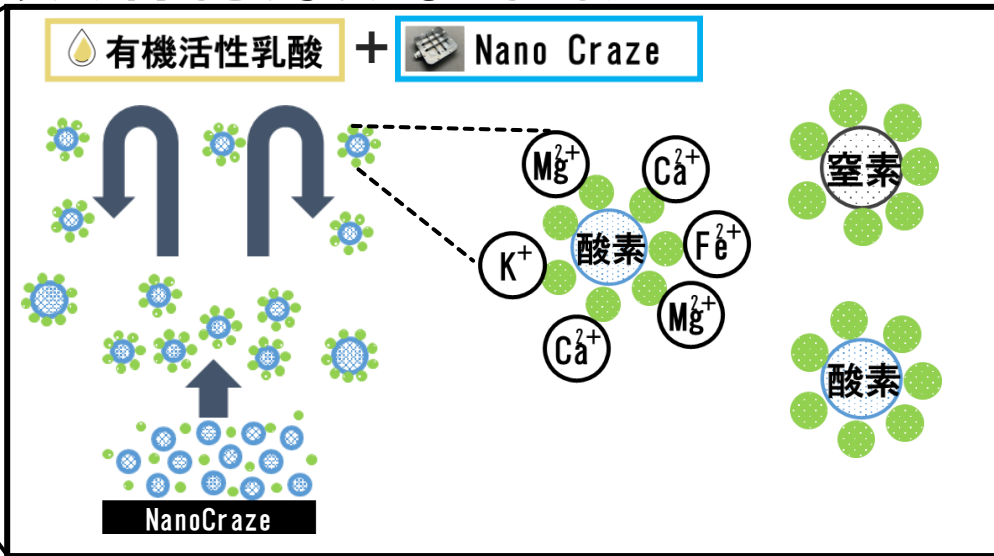 有機活性乳酸 + Nano Craze
Mg2+
Ca2+
K+
酸素
Fe2+
Mg2+
Ca2+
窒素
酸素
NanoCraze